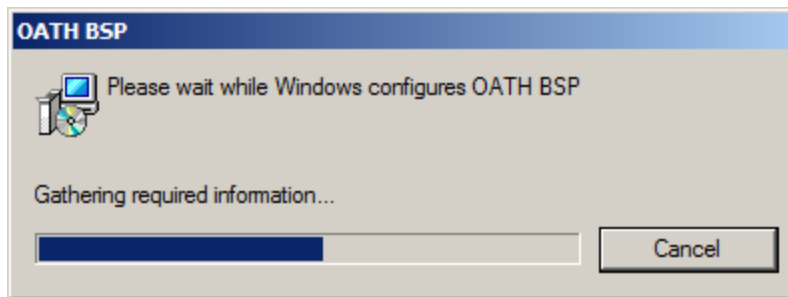 OATH BSP
Please wait while Windows configures OATH BSP
Gathering required information...
Cancel